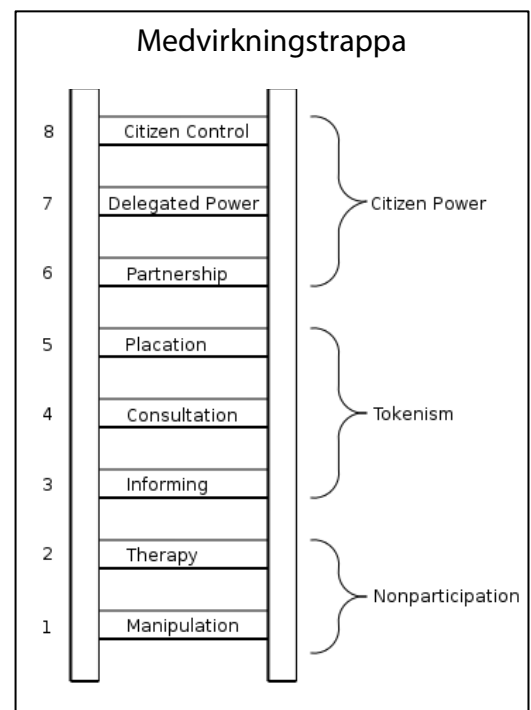 Medvirkningstrappa
8 Citizen Control
7 Delegated Power
Citizen Power
6 Partnership
5 Placation
4 Consultation
Tokenism
3 Informing
2 Therapy
Nonparticipation
1 Manipulation